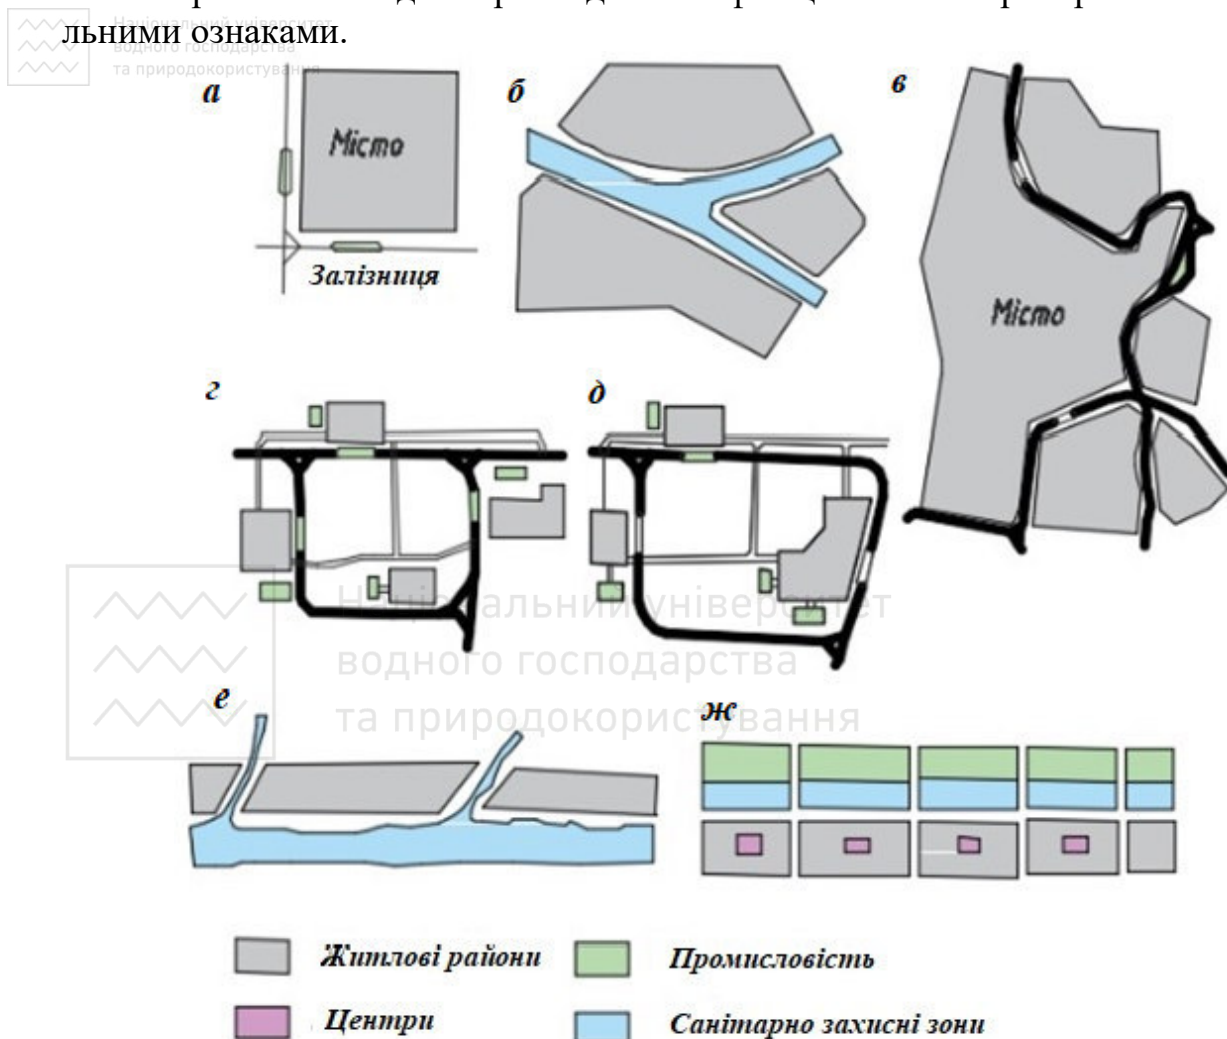 Національний університет
водного господарства
та природокористування
льними ознаками.
а
б
в
Місто
Залізниця
Місто
г
д
Національний університет
водного господарства
та природокористування
е
ж
Житлові райони
Промисловість
Центри
Санітарно захисні зони